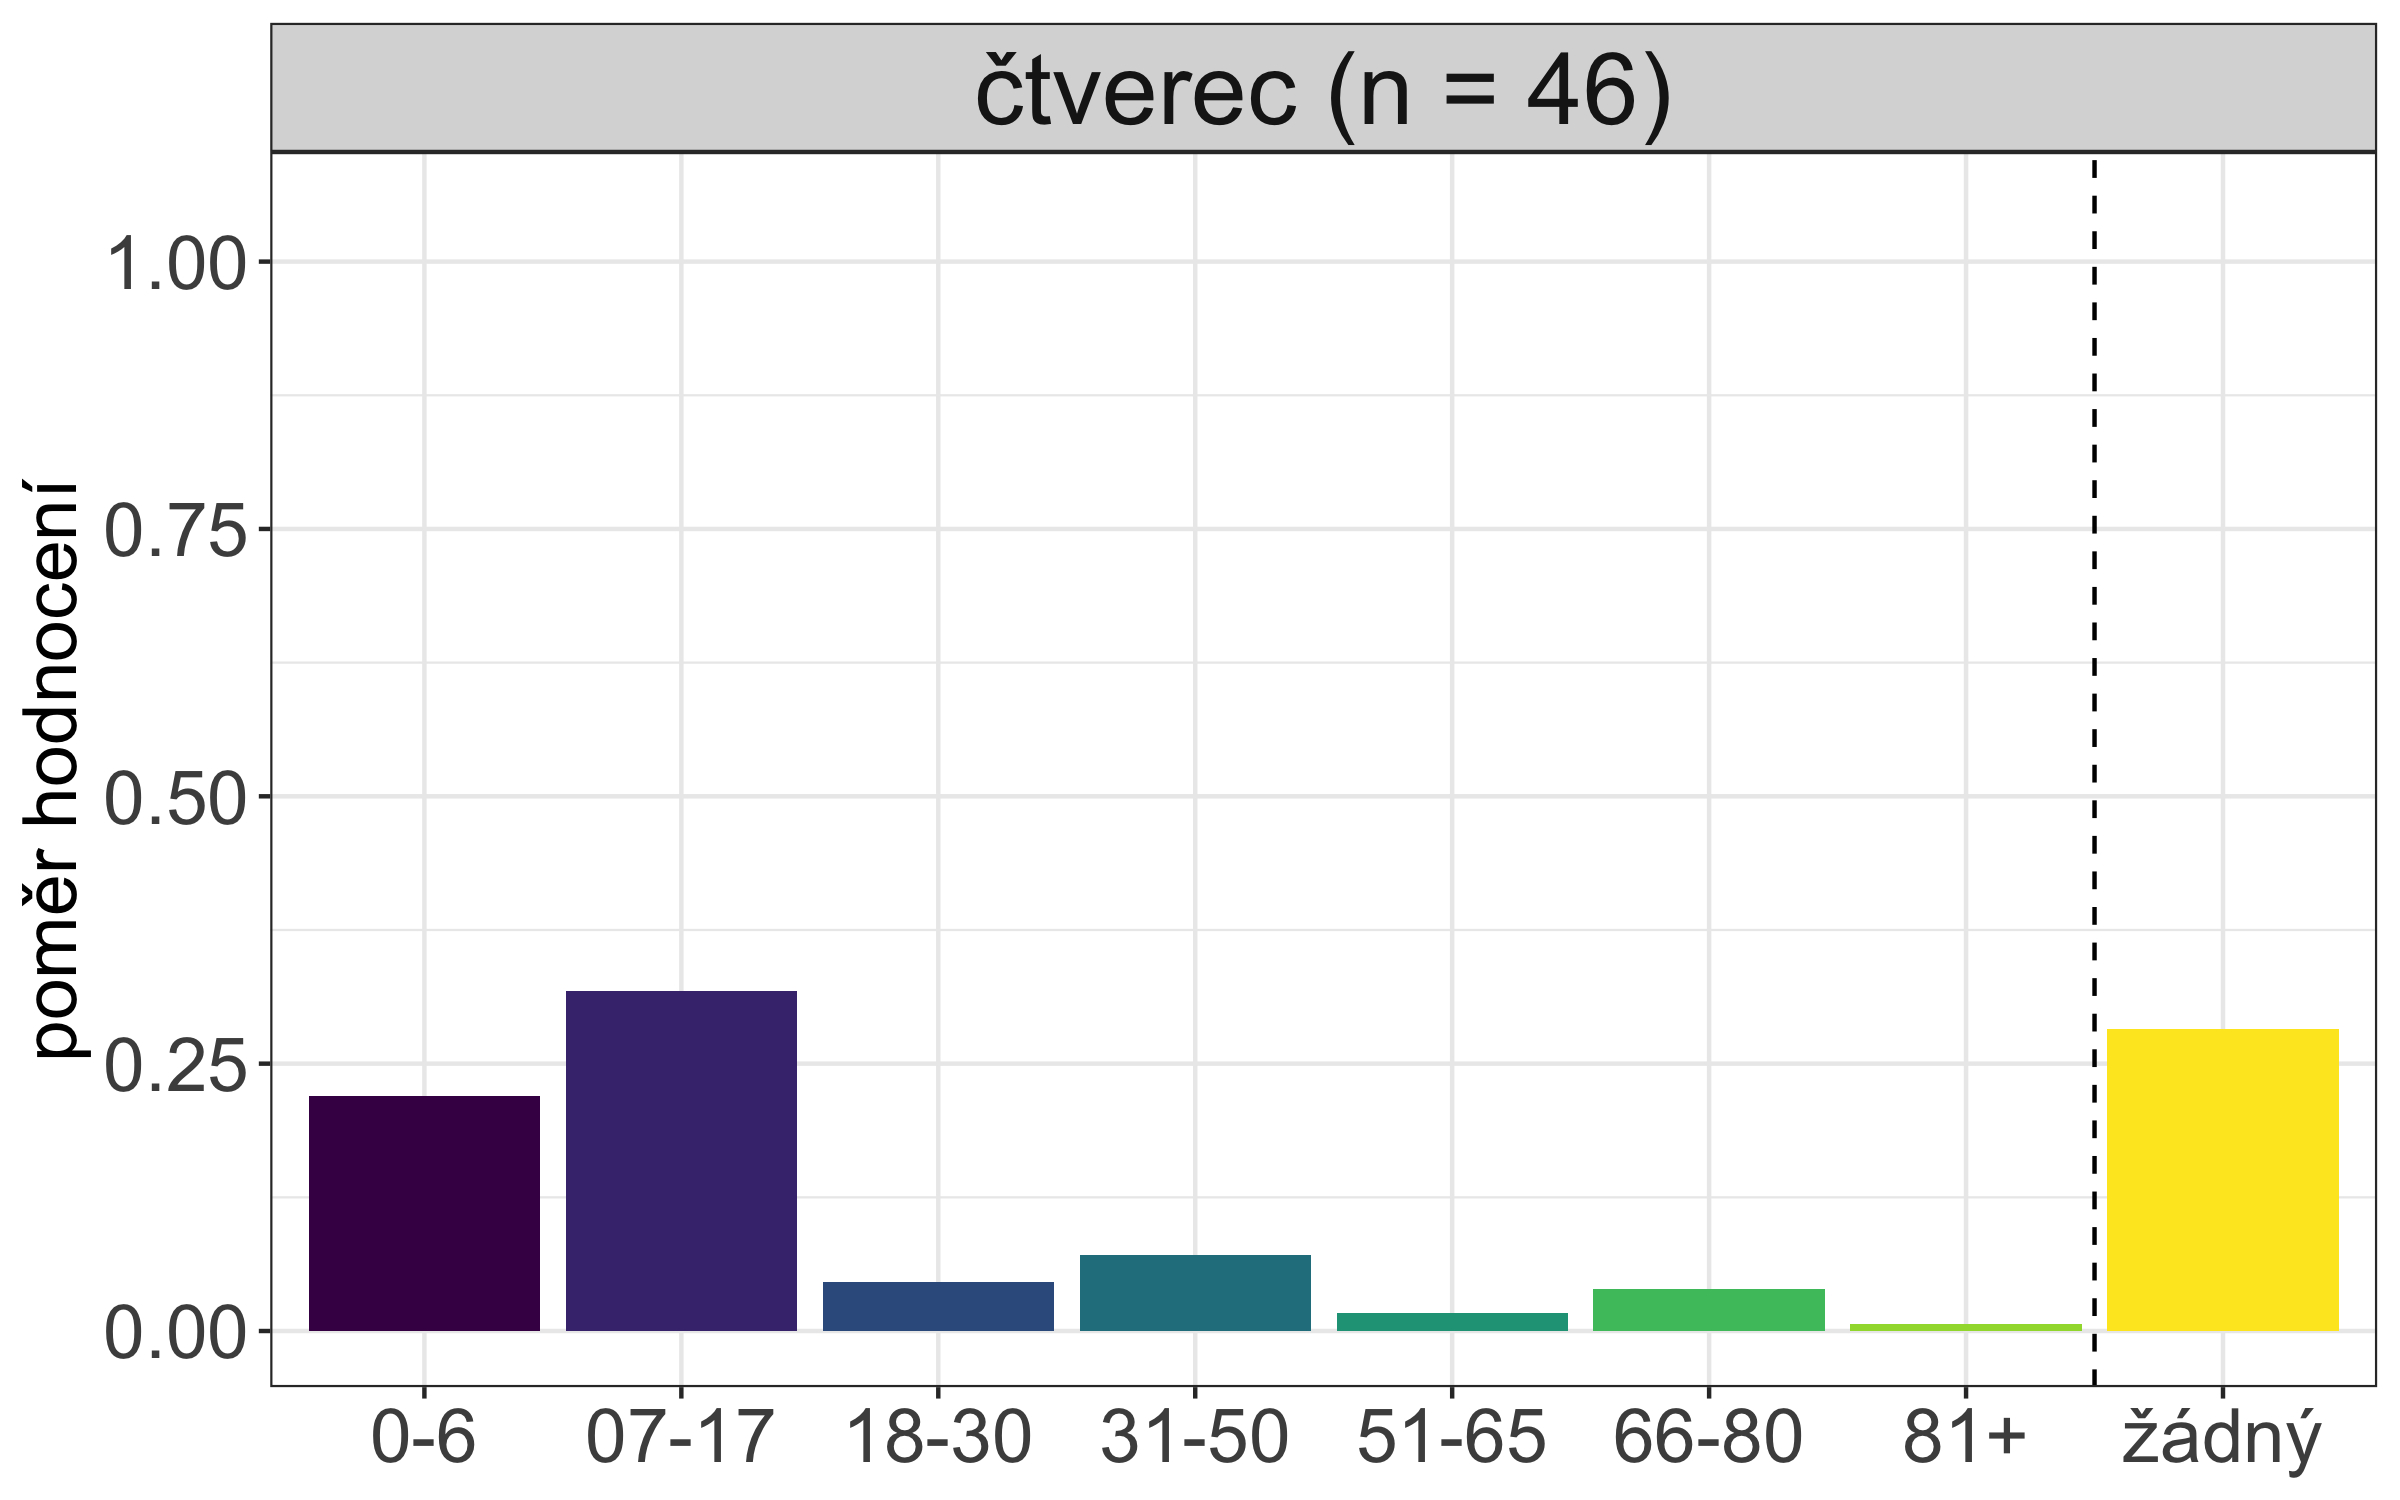 čtverec (n = 46)
poměr hodnocení
1.00
0.75
0.50
0.25
0.00
0-6 07-17 18-30 31-50 51-65 66-80 81+ žádný